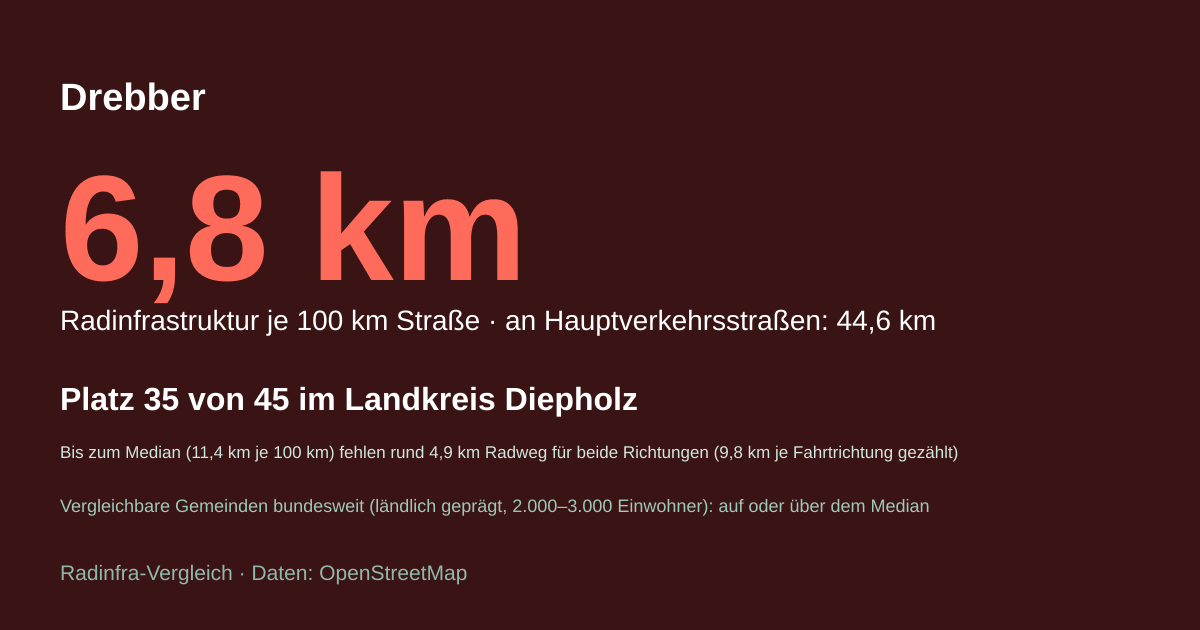 Drebber
6,8 km
Radinfrastruktur je 100 km Straße · an Hauptverkehrsstraßen: 44,6 km
Platz 35 von 45 im Landkreis Diepholz
Bis zum Median (11,4 km je 100 km) fehlen rund 4,9 km Radweg für beide Richtungen (9,8 km je Fahrtrichtung gezählt)
Vergleichbare Gemeinden bundesweit (ländlich geprägt, 2.000–3.000 Einwohner): auf oder über dem Median
Radinfra-Vergleich · Daten: OpenStreetMap